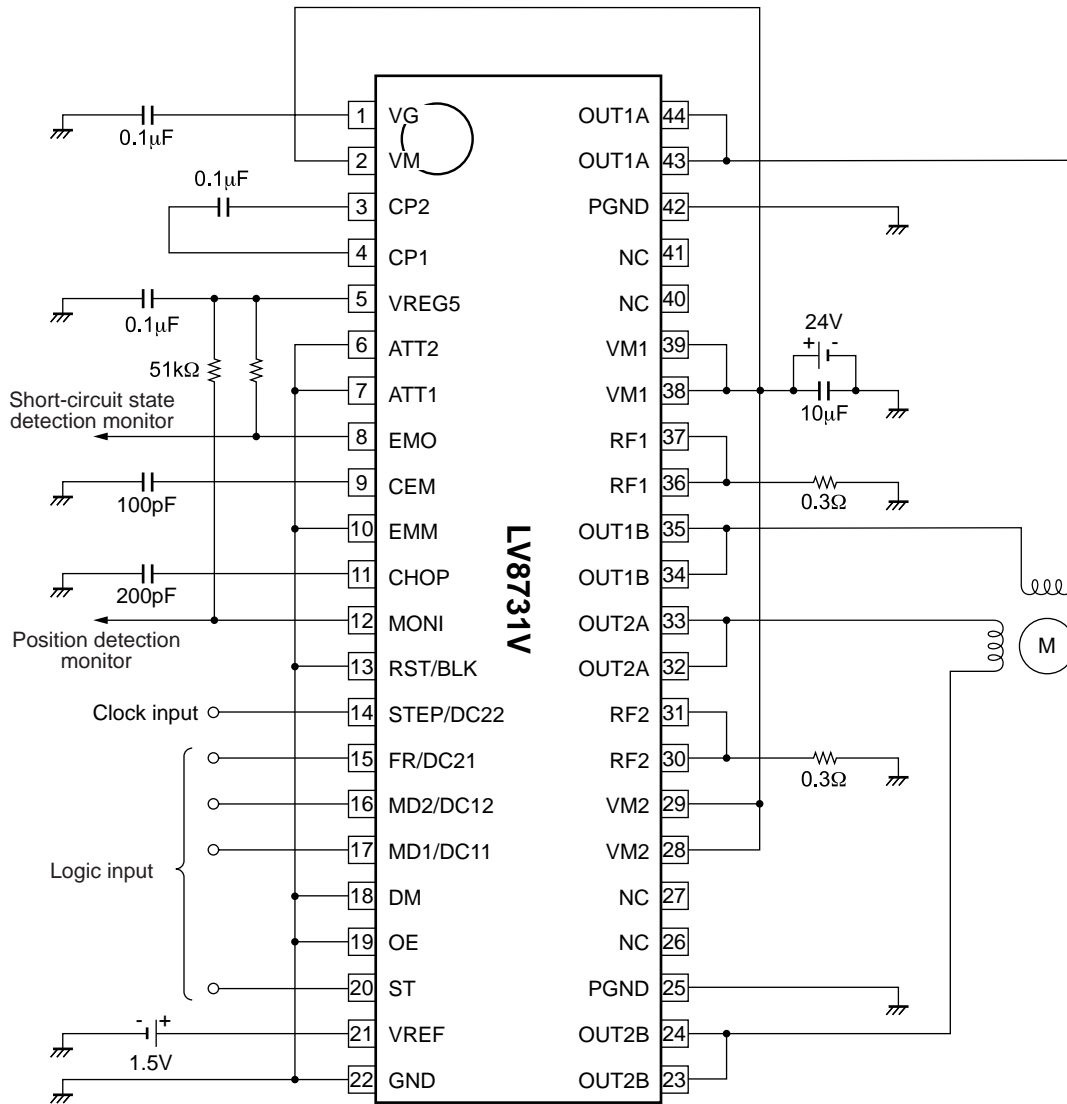 1 VG OUT1A 44
0.1µF
2 VM OUT1A 43
0.1µF
3 CP2 PGND 42
4 CP1 NC 41
5 VREG5 NC 40
0.1µF
24V
+ -
6 ATT2 VM1 39
51kΩ
7 ATT1 VM1 38
10µF
Short-circuit state
detection monitor
8 EMO RF1 37
9 CEM RF1 36
100pF
0.3Ω
10 EMM OUT1B 35
LV8731V
11 CHOP OUT1B 34
200pF
12 MONI OUT2A 33
Position detection
monitor
M
13 RST/BLK OUT2A 32
Clock input
14 STEP/DC22 RF2 31
15 FR/DC21 RF2 30
0.3Ω
16 MD2/DC12 VM2 29
17 MD1/DC11 VM2 28
Logic input
18 DM NC 27
19 OE NC 26
20 ST PGND 25
- +
21 VREF OUT2B 24
1.5V
22 GND OUT2B 23